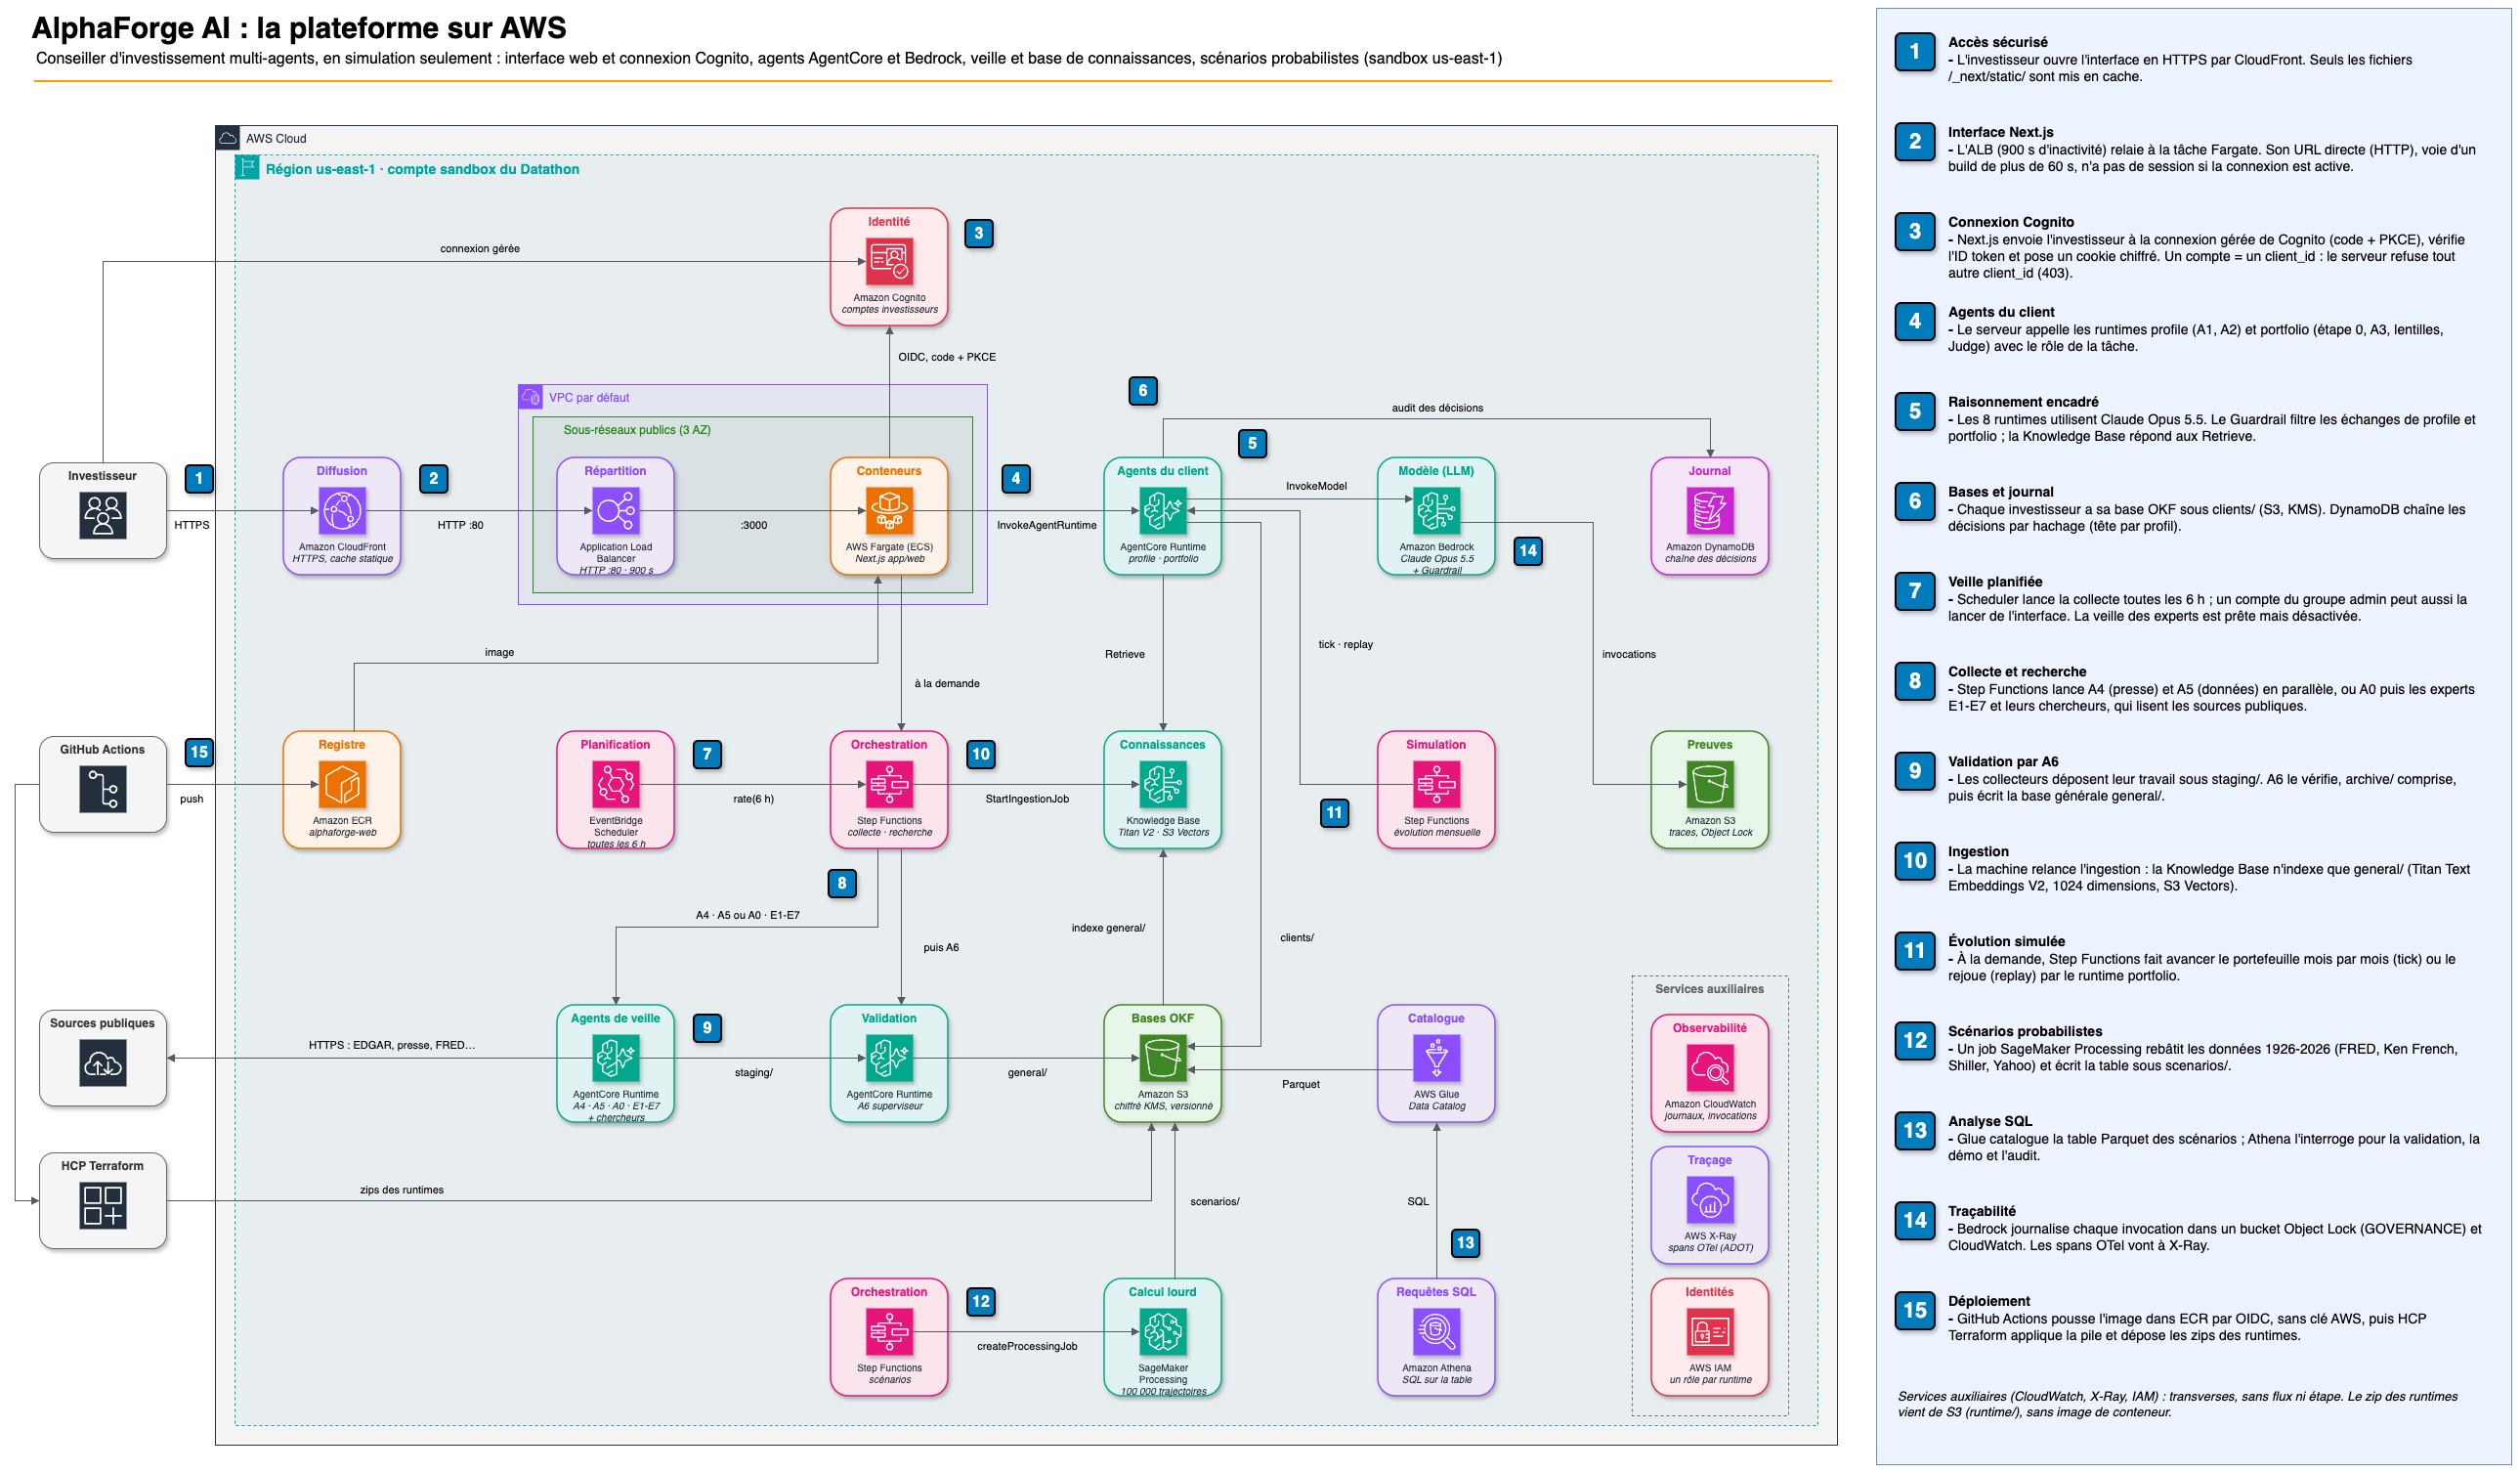 AlphaForge AI : la plateforme sur AWS
Conseiller d'investissement multi-agents, en simulation seulement : interface web et connexion Cognito, agents AgentCore et Bedrock, veille et base de connaissances, scénarios probabilistes (sandbox us-east-1)
AWS Cloud
Région us-east-1 · compte sandbox du Datathon
Identité
3
connexion gérée
Amazon Cognito
comptes investisseurs
OIDC, code + PKCE
VPC par défaut
Sous-réseaux publics (3 AZ)
6
audit des décisions
5
Investisseur
1
HTTPS
Diffusion
Amazon CloudFront
HTTPS, cache statique
2
HTTP :80
Répartition
Application Load
Balancer
HTTP :80 · 900 s
:3000
Conteneurs
AWS Fargate (ECS)
Next.js app/web
4
InvokeAgentRuntime
Agents du client
AgentCore Runtime
profile · portfolio
InvokeModel
Modèle (LLM)
Amazon Bedrock
Claude Opus 5.5
+ Guardrail
14
Journal
Amazon DynamoDB
chaîne des décisions
image
à la demande
Retrieve
tick · replay
invocations
GitHub Actions
15
push
Registre
Amazon ECR
alphaforge-web
Planification
EventBridge
Scheduler
toutes les 6 h
7
rate(6 h)
Orchestration
Step Functions
collecte · recherche
10
StartIngestionJob
Connaissances
Knowledge Base
Titan V2 · S3 Vectors
11
Simulation
Step Functions
évolution mensuelle
Preuves
Amazon S3
traces, Object Lock
8
A4 · A5 ou A0 · E1-E7
puis A6
indexe general/
clients/
Sources publiques
HTTPS : EDGAR, presse, FRED…
Agents de veille
AgentCore Runtime
A4 · A5 · A0 · E1-E7
+ chercheurs
9
staging/
Validation
AgentCore Runtime
A6 superviseur
general/
Bases OKF
Amazon S3
chiffré KMS, versionné
Parquet
Catalogue
AWS Glue
Data Catalog
Services auxiliaires
Observabilité
Amazon CloudWatch
journaux, invocations
Traçage
AWS X-Ray
spans OTel (ADOT)
Identités
AWS IAM
un rôle par runtime
HCP Terraform
zips des runtimes
scenarios/
SQL
13
Orchestration
Step Functions
scénarios
12
createProcessingJob
Calcul lourd
SageMaker
Processing
100 000 trajectoires
Requêtes SQL
Amazon Athena
SQL sur la table
1
Accès sécurisé
- L'investisseur ouvre l'interface en HTTPS par CloudFront. Seuls les fichiers
/_next/static/ sont mis en cache.
2
Interface Next.js
- L'ALB (900 s d'inactivité) relaie à la tâche Fargate. Son URL directe (HTTP), voie d'un
build de plus de 60 s, n'a pas de session si la connexion est active.
3
Connexion Cognito
- Next.js envoie l'investisseur à la connexion gérée de Cognito (code + PKCE), vérifie
l'ID token et pose un cookie chiffré. Un compte = un client_id : le serveur refuse tout
autre client_id (403).
4
Agents du client
- Le serveur appelle les runtimes profile (A1, A2) et portfolio (étape 0, A3, lentilles,
Judge) avec le rôle de la tâche.
5
Raisonnement encadré
- Les 8 runtimes utilisent Claude Opus 5.5. Le Guardrail filtre les échanges de profile et
portfolio ; la Knowledge Base répond aux Retrieve.
6
Bases et journal
- Chaque investisseur a sa base OKF sous clients/ (S3, KMS). DynamoDB chaîne les
décisions par hachage (tête par profil).
7
Veille planifiée
- Scheduler lance la collecte toutes les 6 h ; un compte du groupe admin peut aussi la
lancer de l'interface. La veille des experts est prête mais désactivée.
8
Collecte et recherche
- Step Functions lance A4 (presse) et A5 (données) en parallèle, ou A0 puis les experts
E1-E7 et leurs chercheurs, qui lisent les sources publiques.
9
Validation par A6
- Les collecteurs déposent leur travail sous staging/. A6 le vérifie, archive/ comprise,
puis écrit la base générale general/.
10
Ingestion
- La machine relance l'ingestion : la Knowledge Base n'indexe que general/ (Titan Text
Embeddings V2, 1024 dimensions, S3 Vectors).
11
Évolution simulée
- À la demande, Step Functions fait avancer le portefeuille mois par mois (tick) ou le
rejoue (replay) par le runtime portfolio.
12
Scénarios probabilistes
- Un job SageMaker Processing rebâtit les données 1926-2026 (FRED, Ken French,
Shiller, Yahoo) et écrit la table sous scenarios/.
13
Analyse SQL
- Glue catalogue la table Parquet des scénarios ; Athena l'interroge pour la validation, la
démo et l'audit.
14
Traçabilité
- Bedrock journalise chaque invocation dans un bucket Object Lock (GOVERNANCE) et
CloudWatch. Les spans OTel vont à X-Ray.
15
Déploiement
- GitHub Actions pousse l'image dans ECR par OIDC, sans clé AWS, puis HCP
Terraform applique la pile et dépose les zips des runtimes.
Services auxiliaires (CloudWatch, X-Ray, IAM) : transverses, sans flux ni étape. Le zip des runtimes
vient de S3 (runtime/), sans image de conteneur.